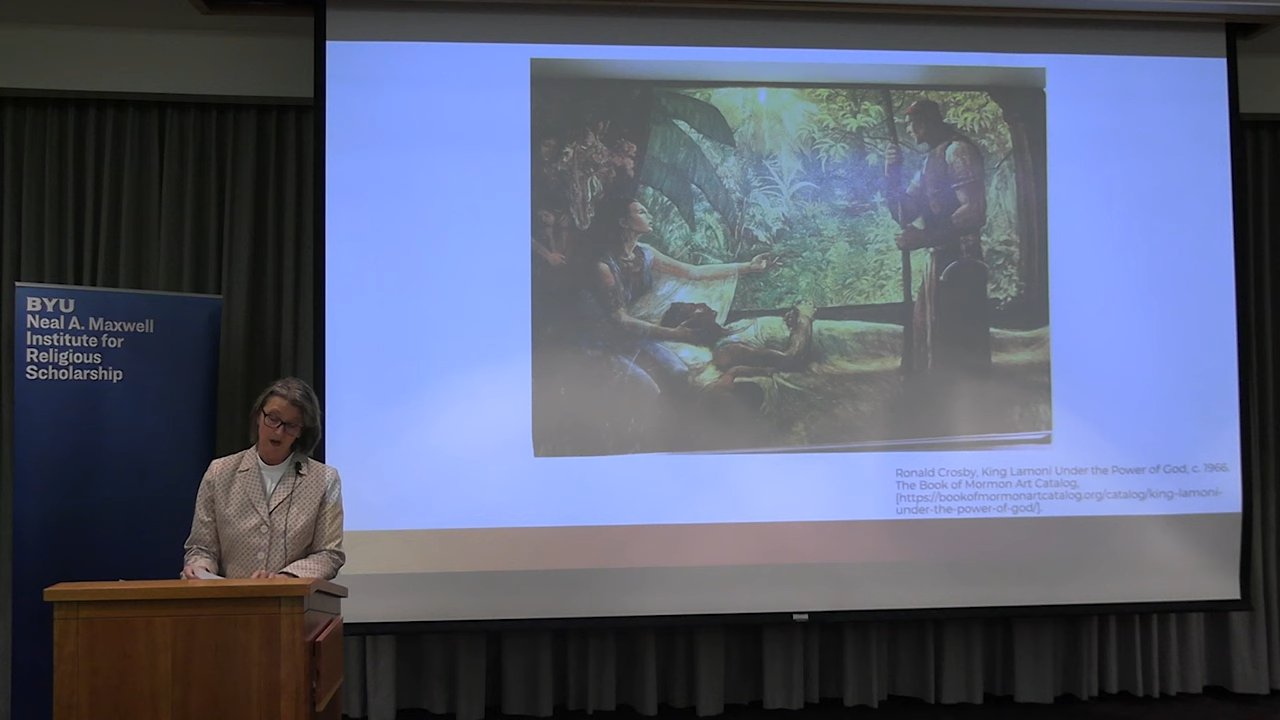 BYU
Neal A. Maxwell
Institute for
Religious
Scholarship
Ronald Crosby, King Lamoni Under the Power of God, c. 1966.
The Book of Mormon Art Catalog,
[https://bookofmormonartcatalog.org/catalog/king-lamoni-
under-the-power-of-god/].